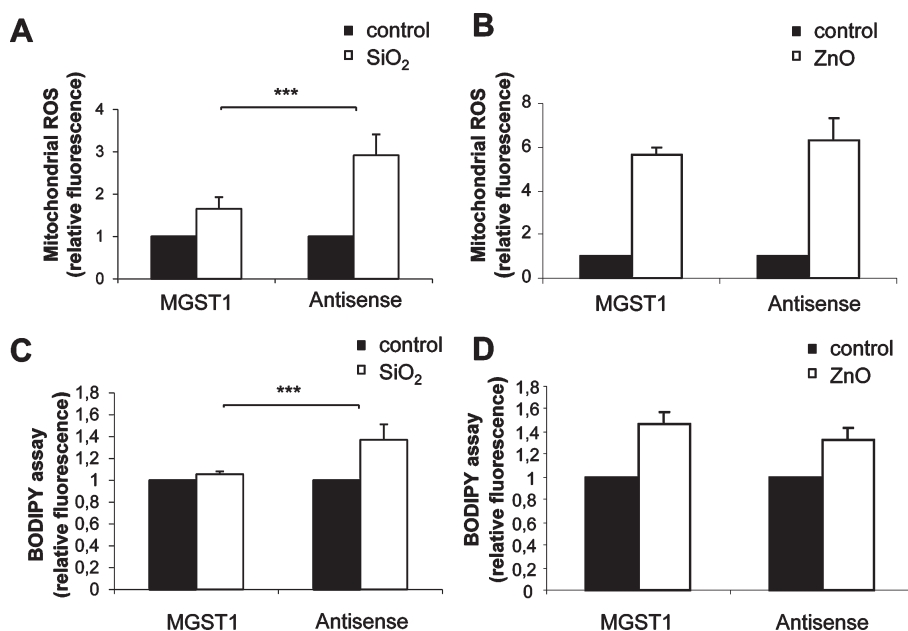 A
control
SiO2
***
Mitochondrial ROS
(relative fluorescence)
4
3
2
1
0
MGST1 Antisense
B
control
ZnO
Mitochondrial ROS
(relative fluorescence)
8
6
4
2
0
MGST1 Antisense
C
control
SiO2
***
BODIPY assay
(relative fluorescence)
1,8
1,6
1,4
1,2
1
0,8
0,6
0,4
0,2
0
MGST1 Antisense
D
control
ZnO
BODIPY assay
(relative fluorescence)
1,8
1,6
1,4
1,2
1
0,8
0,6
0,4
0,2
0
MGST1 Antisense